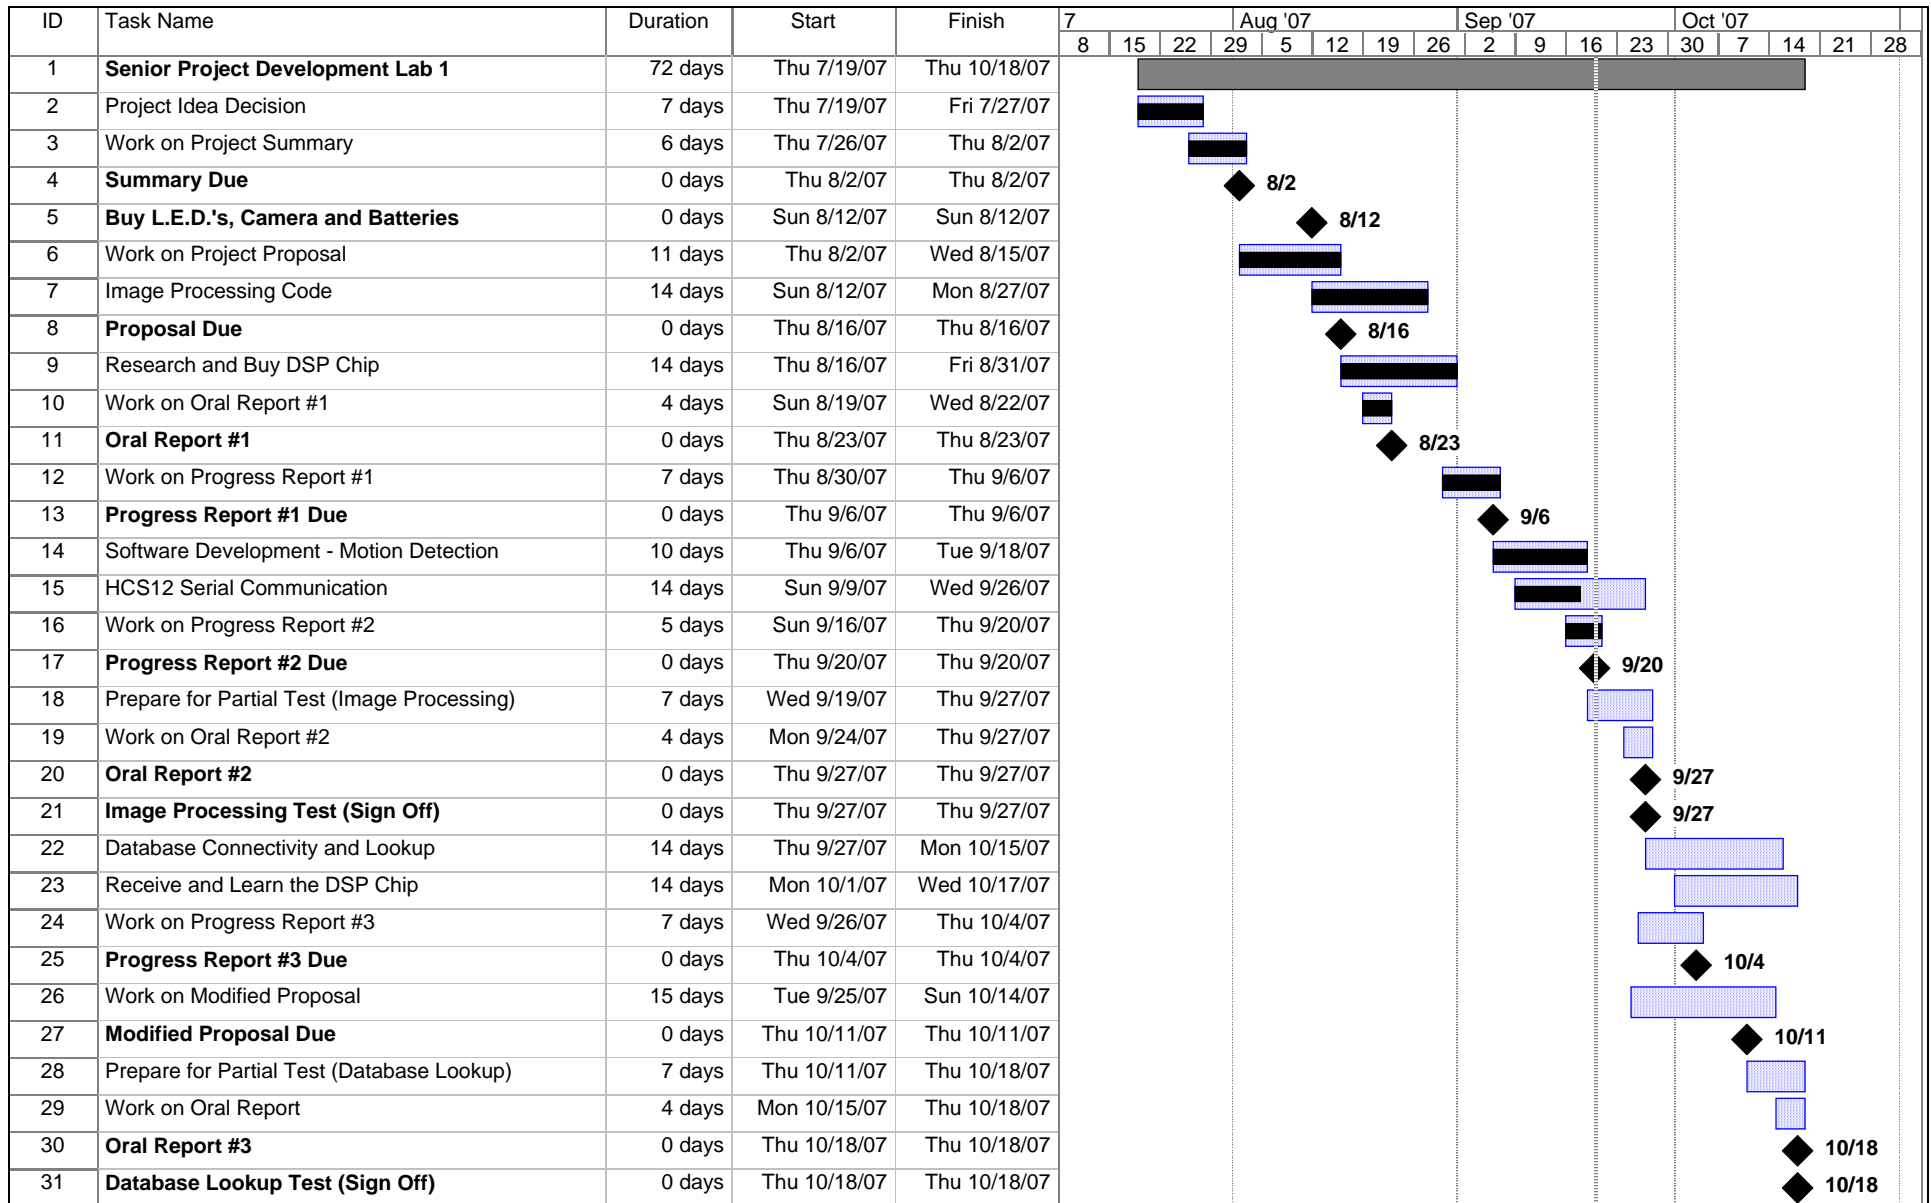 ID Task Name Duration Start Finish 7 Aug '07 Sep '07 Oct '07
8 15 22 29 5 12 19 26 2 9 16 23 30 7 14 21 28
1 Senior Project Development Lab 1 72 days Thu 7/19/07 Thu 10/18/07
2 Project Idea Decision 7 days Thu 7/19/07 Fri 7/27/07
3 Work on Project Summary 6 days Thu 7/26/07 Thu 8/2/07
4 Summary Due 0 days Thu 8/2/07 Thu 8/2/07 8/2
5 Buy L.E.D.'s, Camera and Batteries 0 days Sun 8/12/07 Sun 8/12/07 8/12
6 Work on Project Proposal 11 days Thu 8/2/07 Wed 8/15/07
7 Image Processing Code 14 days Sun 8/12/07 Mon 8/27/07
8 Proposal Due 0 days Thu 8/16/07 Thu 8/16/07 8/16
9 Research and Buy DSP Chip 14 days Thu 8/16/07 Fri 8/31/07
10 Work on Oral Report #1 4 days Sun 8/19/07 Wed 8/22/07
11 Oral Report #1 0 days Thu 8/23/07 Thu 8/23/07 8/23
12 Work on Progress Report #1 7 days Thu 8/30/07 Thu 9/6/07
13 Progress Report #1 Due 0 days Thu 9/6/07 Thu 9/6/07 9/6
14 Software Development - Motion Detection 10 days Thu 9/6/07 Tue 9/18/07
15 HCS12 Serial Communication 14 days Sun 9/9/07 Wed 9/26/07
16 Work on Progress Report #2 5 days Sun 9/16/07 Thu 9/20/07
17 Progress Report #2 Due 0 days Thu 9/20/07 Thu 9/20/07 9/20
18 Prepare for Partial Test (Image Processing) 7 days Wed 9/19/07 Thu 9/27/07
19 Work on Oral Report #2 4 days Mon 9/24/07 Thu 9/27/07
20 Oral Report #2 0 days Thu 9/27/07 Thu 9/27/07 9/27
21 Image Processing Test (Sign Off) 0 days Thu 9/27/07 Thu 9/27/07 9/27
22 Database Connectivity and Lookup 14 days Thu 9/27/07 Mon 10/15/07
23 Receive and Learn the DSP Chip 14 days Mon 10/1/07 Wed 10/17/07
24 Work on Progress Report #3 7 days Wed 9/26/07 Thu 10/4/07
25 Progress Report #3 Due 0 days Thu 10/4/07 Thu 10/4/07 10/4
26 Work on Modified Proposal 15 days Tue 9/25/07 Sun 10/14/07
27 Modified Proposal Due 0 days Thu 10/11/07 Thu 10/11/07 10/11
28 Prepare for Partial Test (Database Lookup) 7 days Thu 10/11/07 Thu 10/18/07
29 Work on Oral Report 4 days Mon 10/15/07 Thu 10/18/07
30 Oral Report #3 0 days Thu 10/18/07 Thu 10/18/07 10/18
31 Database Lookup Test (Sign Off) 0 days Thu 10/18/07 Thu 10/18/07 10/18